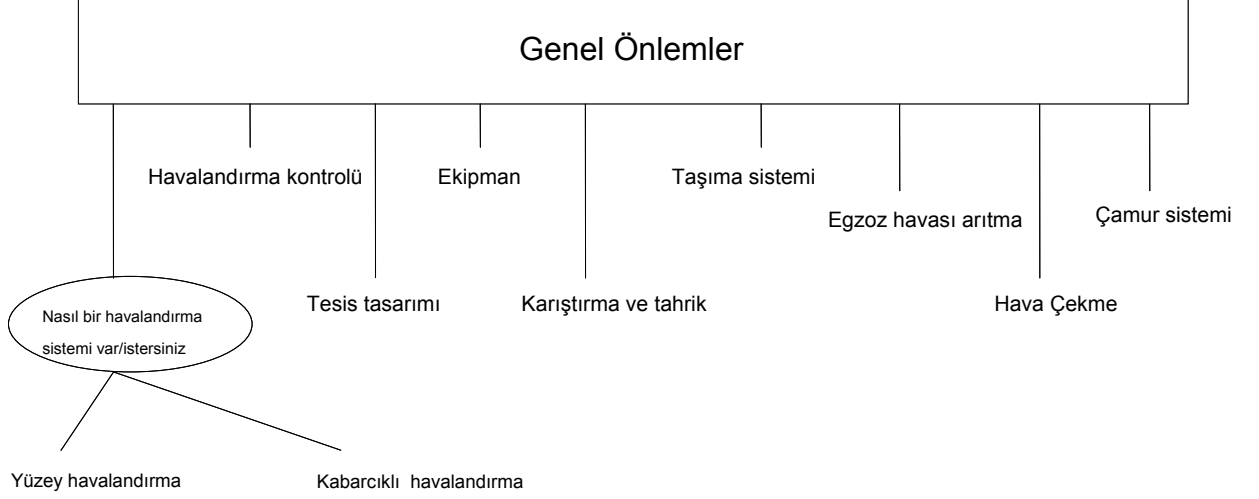 Genel Önlemler
Havalandırma kontrolü
Ekipman
Taşıma sistemi
Egzoz havası arıtma
Çamur sistemi
Tesis tasarımı
Karıştırma ve tahrik
Hava Çekme
Nasıl bir havalandırma
sistemi var/istersiniz
Yüzey havalandırma
Kabarcıklı havalandırma